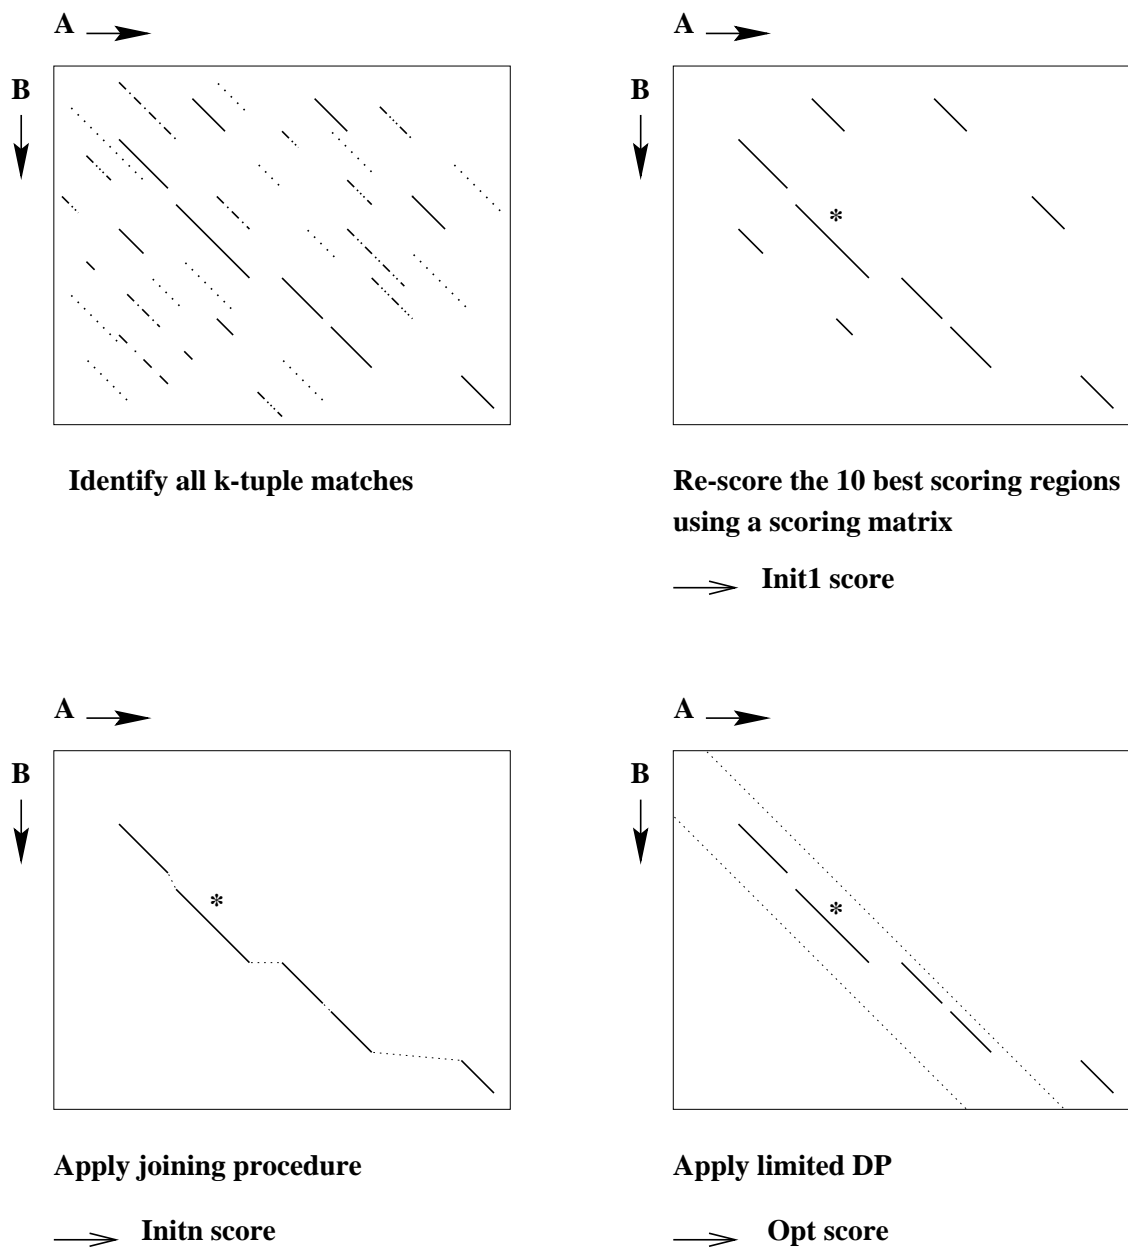 A
B
Identify all k-tuple matches
A
B
*
Re-score the 10 best scoring regions
using a scoring matrix
Init1 score
A
B
*
Apply joining procedure
Initn score
A
B
*
Apply limited DP
Opt score